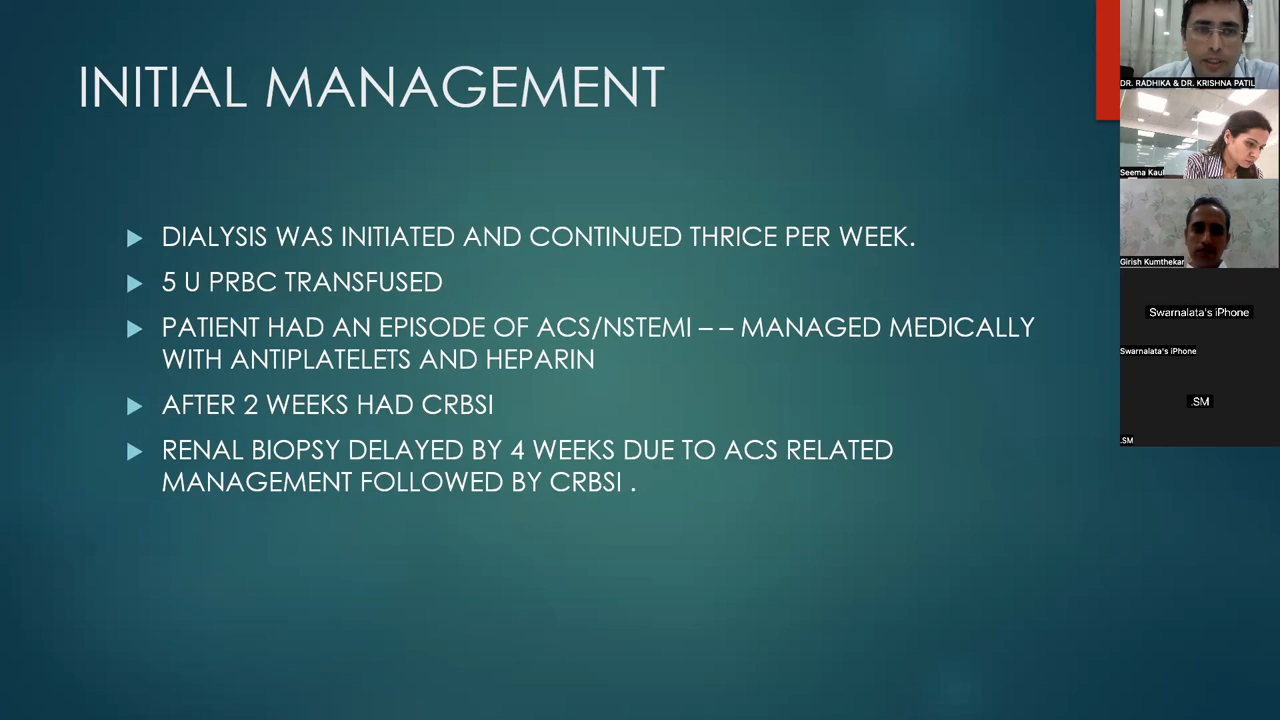 INITIAL MANAGEMENT
DIALYSIS WAS INITIATED AND CONTINUED THRICE PER WEEK.
5 U PRBC TRANSFUSED
PATIENT HAD AN EPISODE OF ACS/NSTEMI – – MANAGED MEDICALLY
WITH ANTIPLATELETS AND HEPARIN
AFTER 2 WEEKS HAD CRBSI
RENAL BIOPSY DELAYED BY 4 WEEKS DUE TO ACS RELATED
MANAGEMENT FOLLOWED BY CRBSI .
DR. RADHIKA & DR. KRISHNA PATIL
Seema Kaul
Girish Kumthekar
Swarnalata's iPhone
Swarnalata's iPhone
.SM
.SM